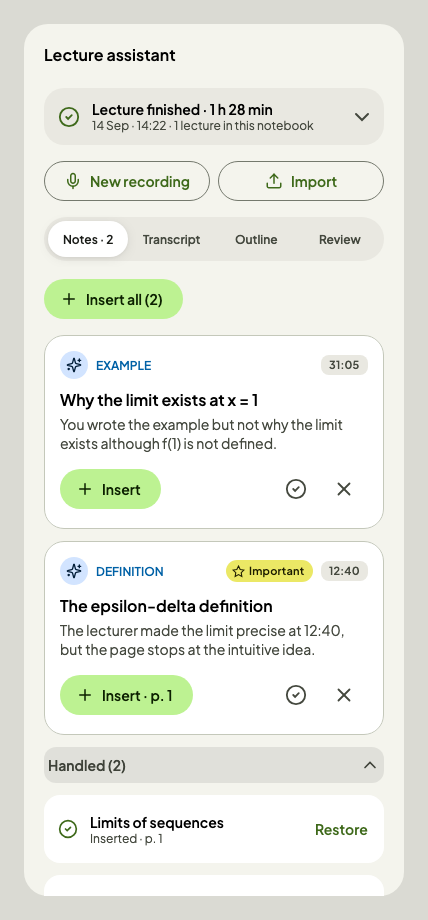 Lecture assistant
Lecture finished · 1 h 28 min
14 Sep · 14:22 · 1 lecture in this notebook
New recording
Import
Notes · 2
Transcript
Outline
Review
Insert all (2)
EXAMPLE
31:05
Why the limit exists at x = 1
You wrote the example but not why the limit
exists although f(1) is not defined.
Insert
DEFINITION
Important
12:40
The epsilon-delta definition
The lecturer made the limit precise at 12:40,
but the page stops at the intuitive idea.
Insert · p. 1
Handled (2)
Limits of sequences
Inserted · p. 1
Restore